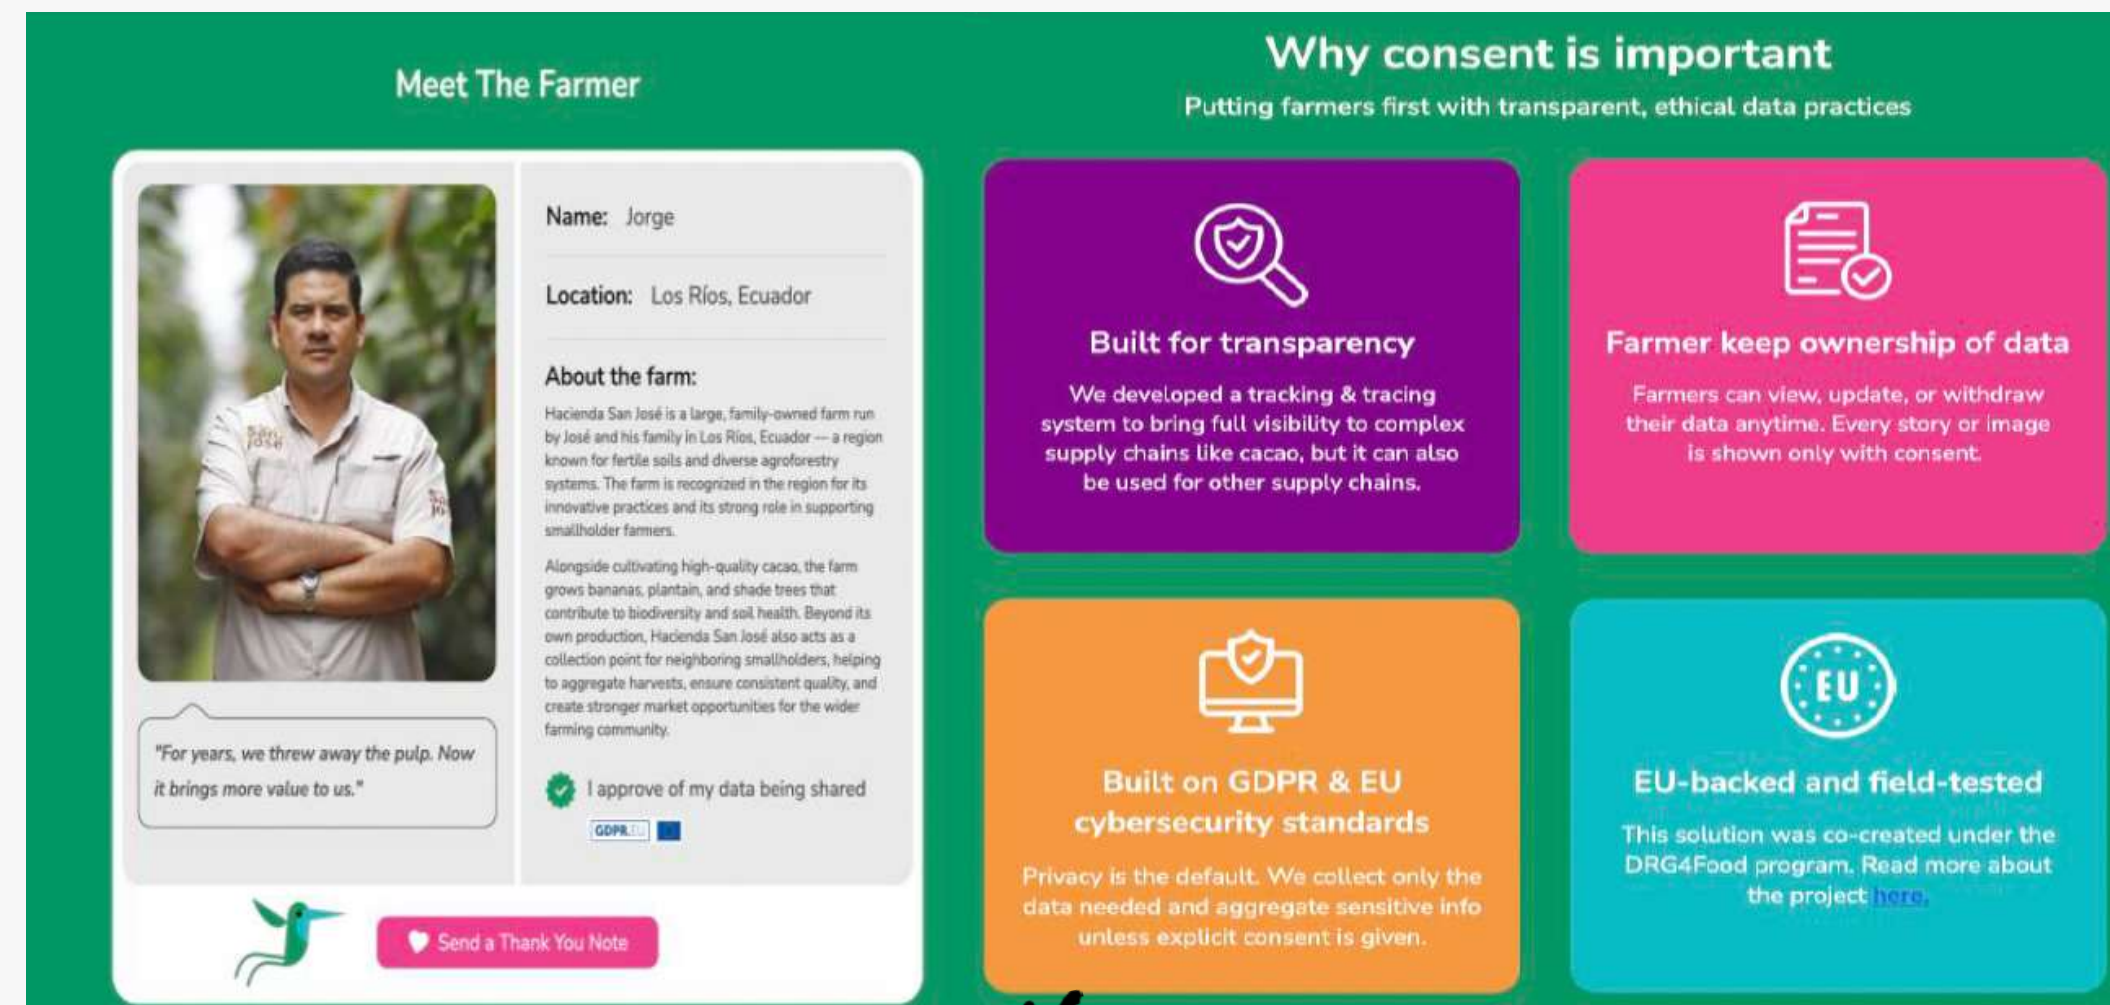 Meet The Farmer
Name: Jorge
Location: Los Ríos, Ecuador
About the farm:
Hacienda San José is a large, family-owned farm run
by José and his family in Los Ríos, Ecuador — a region
known for fertile soils and diverse agroforestry
systems. The farm is recognized in the region for its
innovative practices and its strong role in supporting
smallholder farmers.
Alongside cultivating high-quality cacao, the farm
grows bananas, plantain, and shade trees that
contribute to biodiversity and soil health. Beyond its
own production, Hacienda San José also acts as a
collection point for neighboring smallholders, helping
to aggregate harvests, ensure consistent quality, and
create stronger market opportunities for the wider
farming community.
San
José
"For years, we threw away the pulp. Now
it brings more value to us."
I approve of my data being shared
GDPR.EU
Send a Thank You Note
Why consent is important
Putting farmers first with transparent, ethical data practices
Built for transparency
We developed a tracking & tracing
system to bring full visibility to complex
supply chains like cacao, but it can also
be used for other supply chains.
Farmer keep ownership of data
Farmers can view, update, or withdraw
their data anytime. Every story or image
is shown only with consent.
Built on GDPR & EU
cybersecurity standards
Privacy is the default. We collect only the
data needed and aggregate sensitive info
unless explicit consent is given.
EU
EU-backed and field-tested
This solution was co-created under the
DRG4Food program. Read more about
the project here.